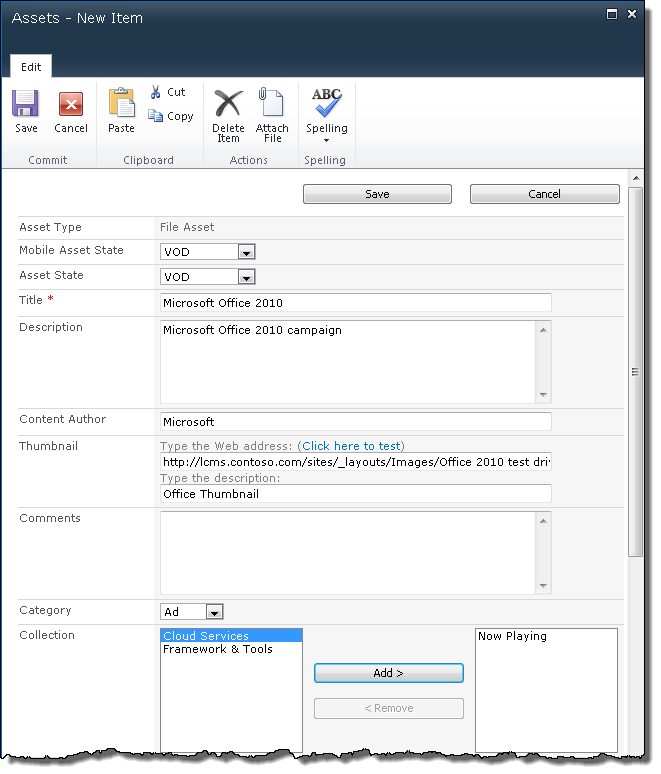 Assets - New Item
Edit
Save
Cancel
Paste
Cut
Copy
Delete Item
Attach File
ABC
Spelling
Commit
Clipboard
Actions
Spelling
Save
Cancel
Asset Type
File Asset
Mobile Asset State
VOD
Asset State
VOD
Title *
Microsoft Office 2010
Description
Microsoft Office 2010 campaign
Content Author
Microsoft
Thumbnail
Type the Web address: (Click here to test)
http://lcms.contoso.com/sites/_layouts/Images/Office 2010 test dri
Type the description:
Office Thumbnail
Comments
Category
Ad
Collection
Cloud Services
Framework & Tools
Add >
< Remove
Now Playing